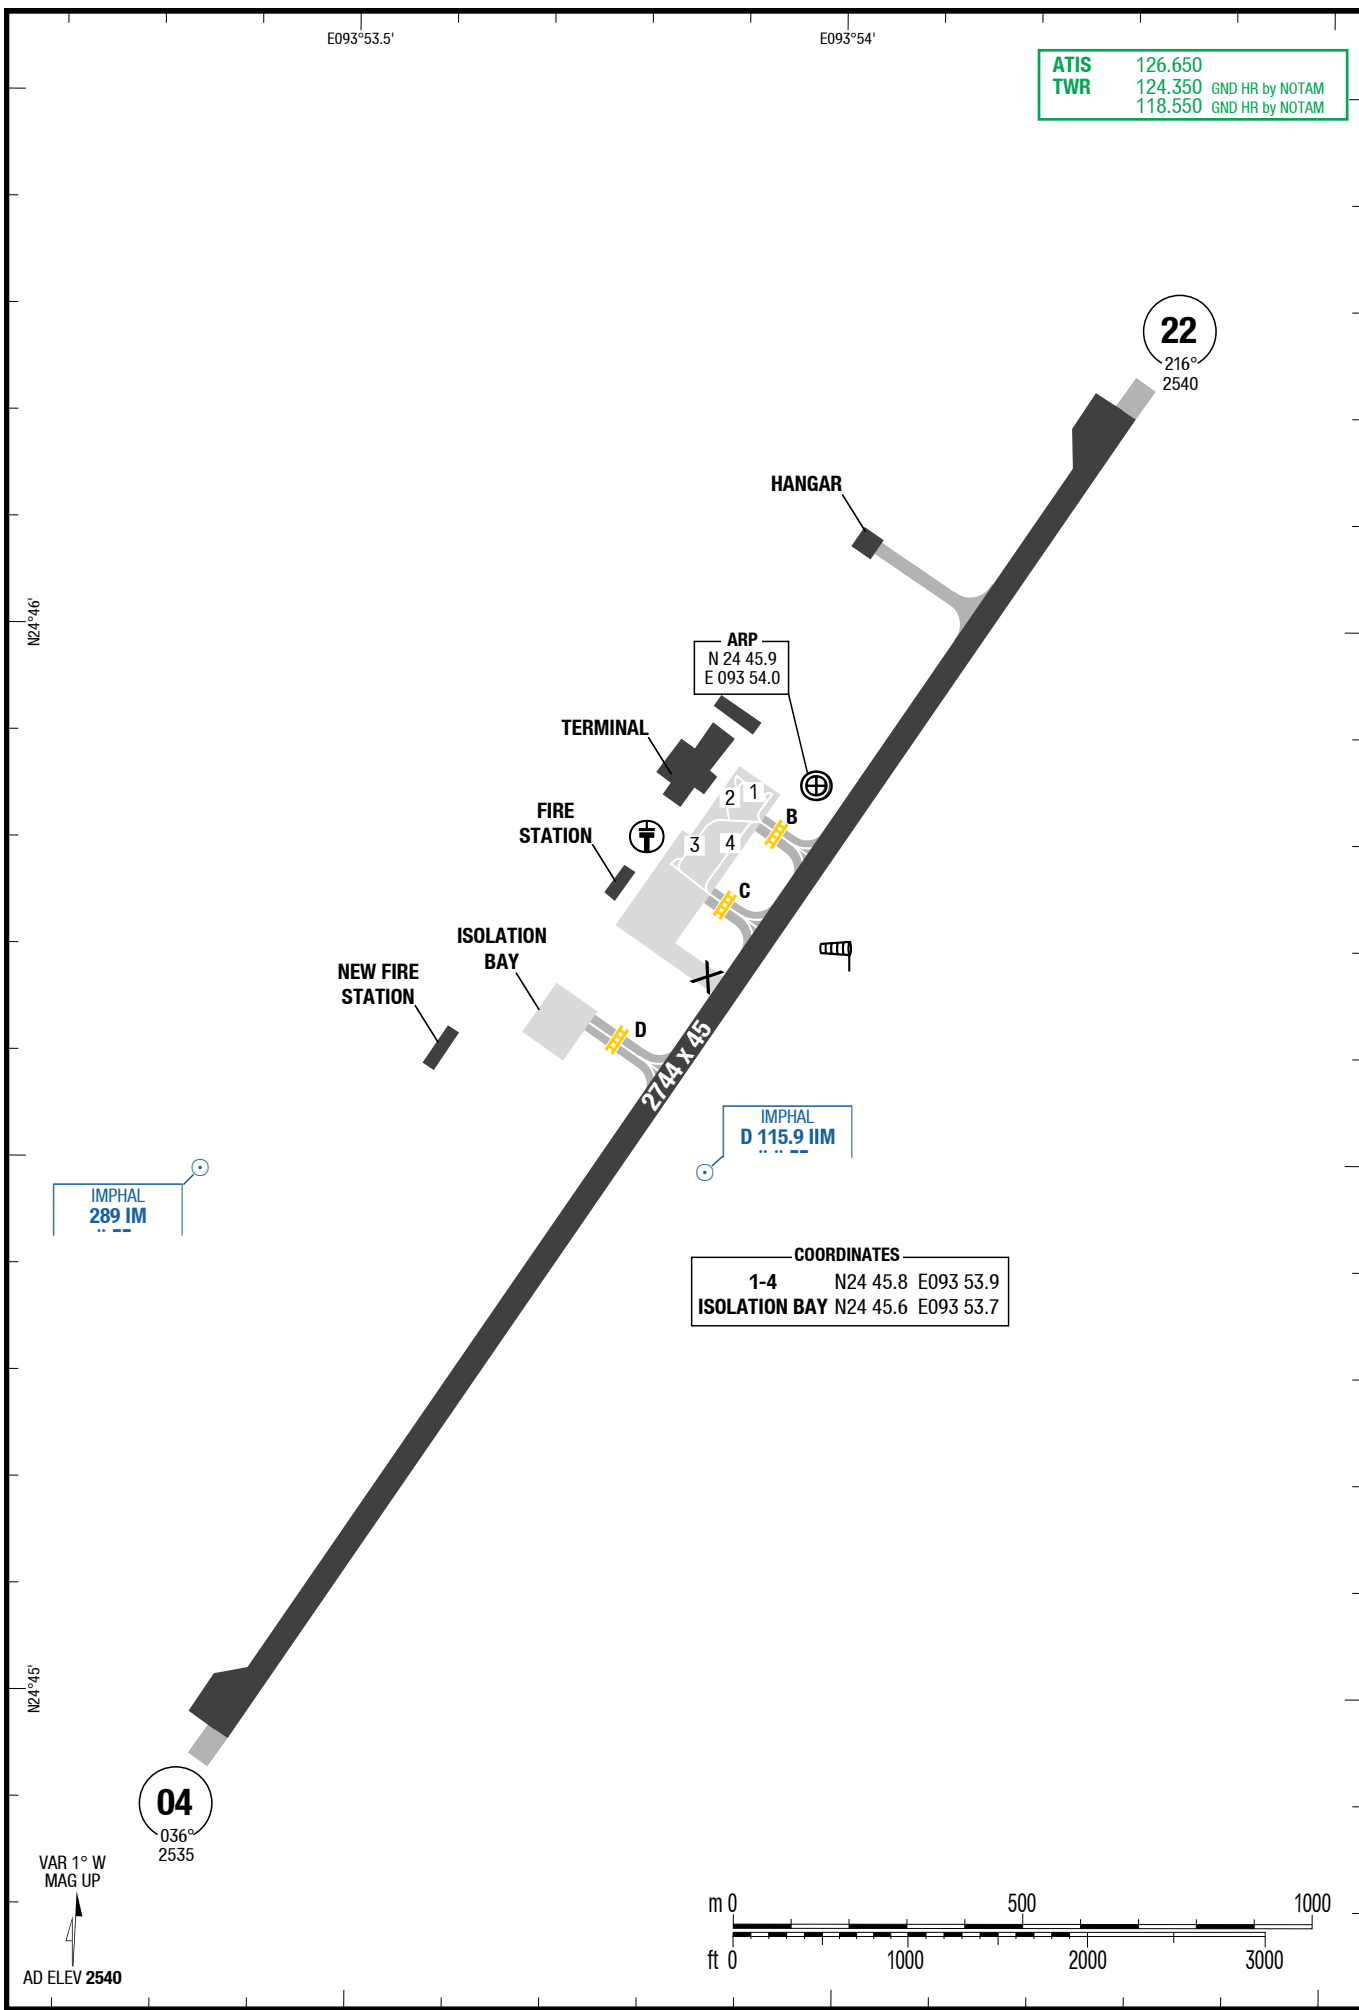 E093°53.5'
E093°54'
ATIS 126.650
TWR 124.350 GND HR by NOTAM
118.550 GND HR by NOTAM
22
216°
2540
HANGAR
N24°46'
ARP
N 24 45.9
E 093 54.0
TERMINAL
2 1
B
FIRE
STATION
3 4
C
ISOLATION
BAY
NEW FIRE
STATION
D
2744 x 45
IMPHAL
D 115.9 IIM
IMPHAL
289 IM
COORDINATES
1-4 N24 45.8 E093 53.9
ISOLATION BAY N24 45.6 E093 53.7
N24°45'
04
036°
2535
VAR 1° W
MAG UP
AD ELEV 2540
m 0 500 1000
ft 0 1000 2000 3000